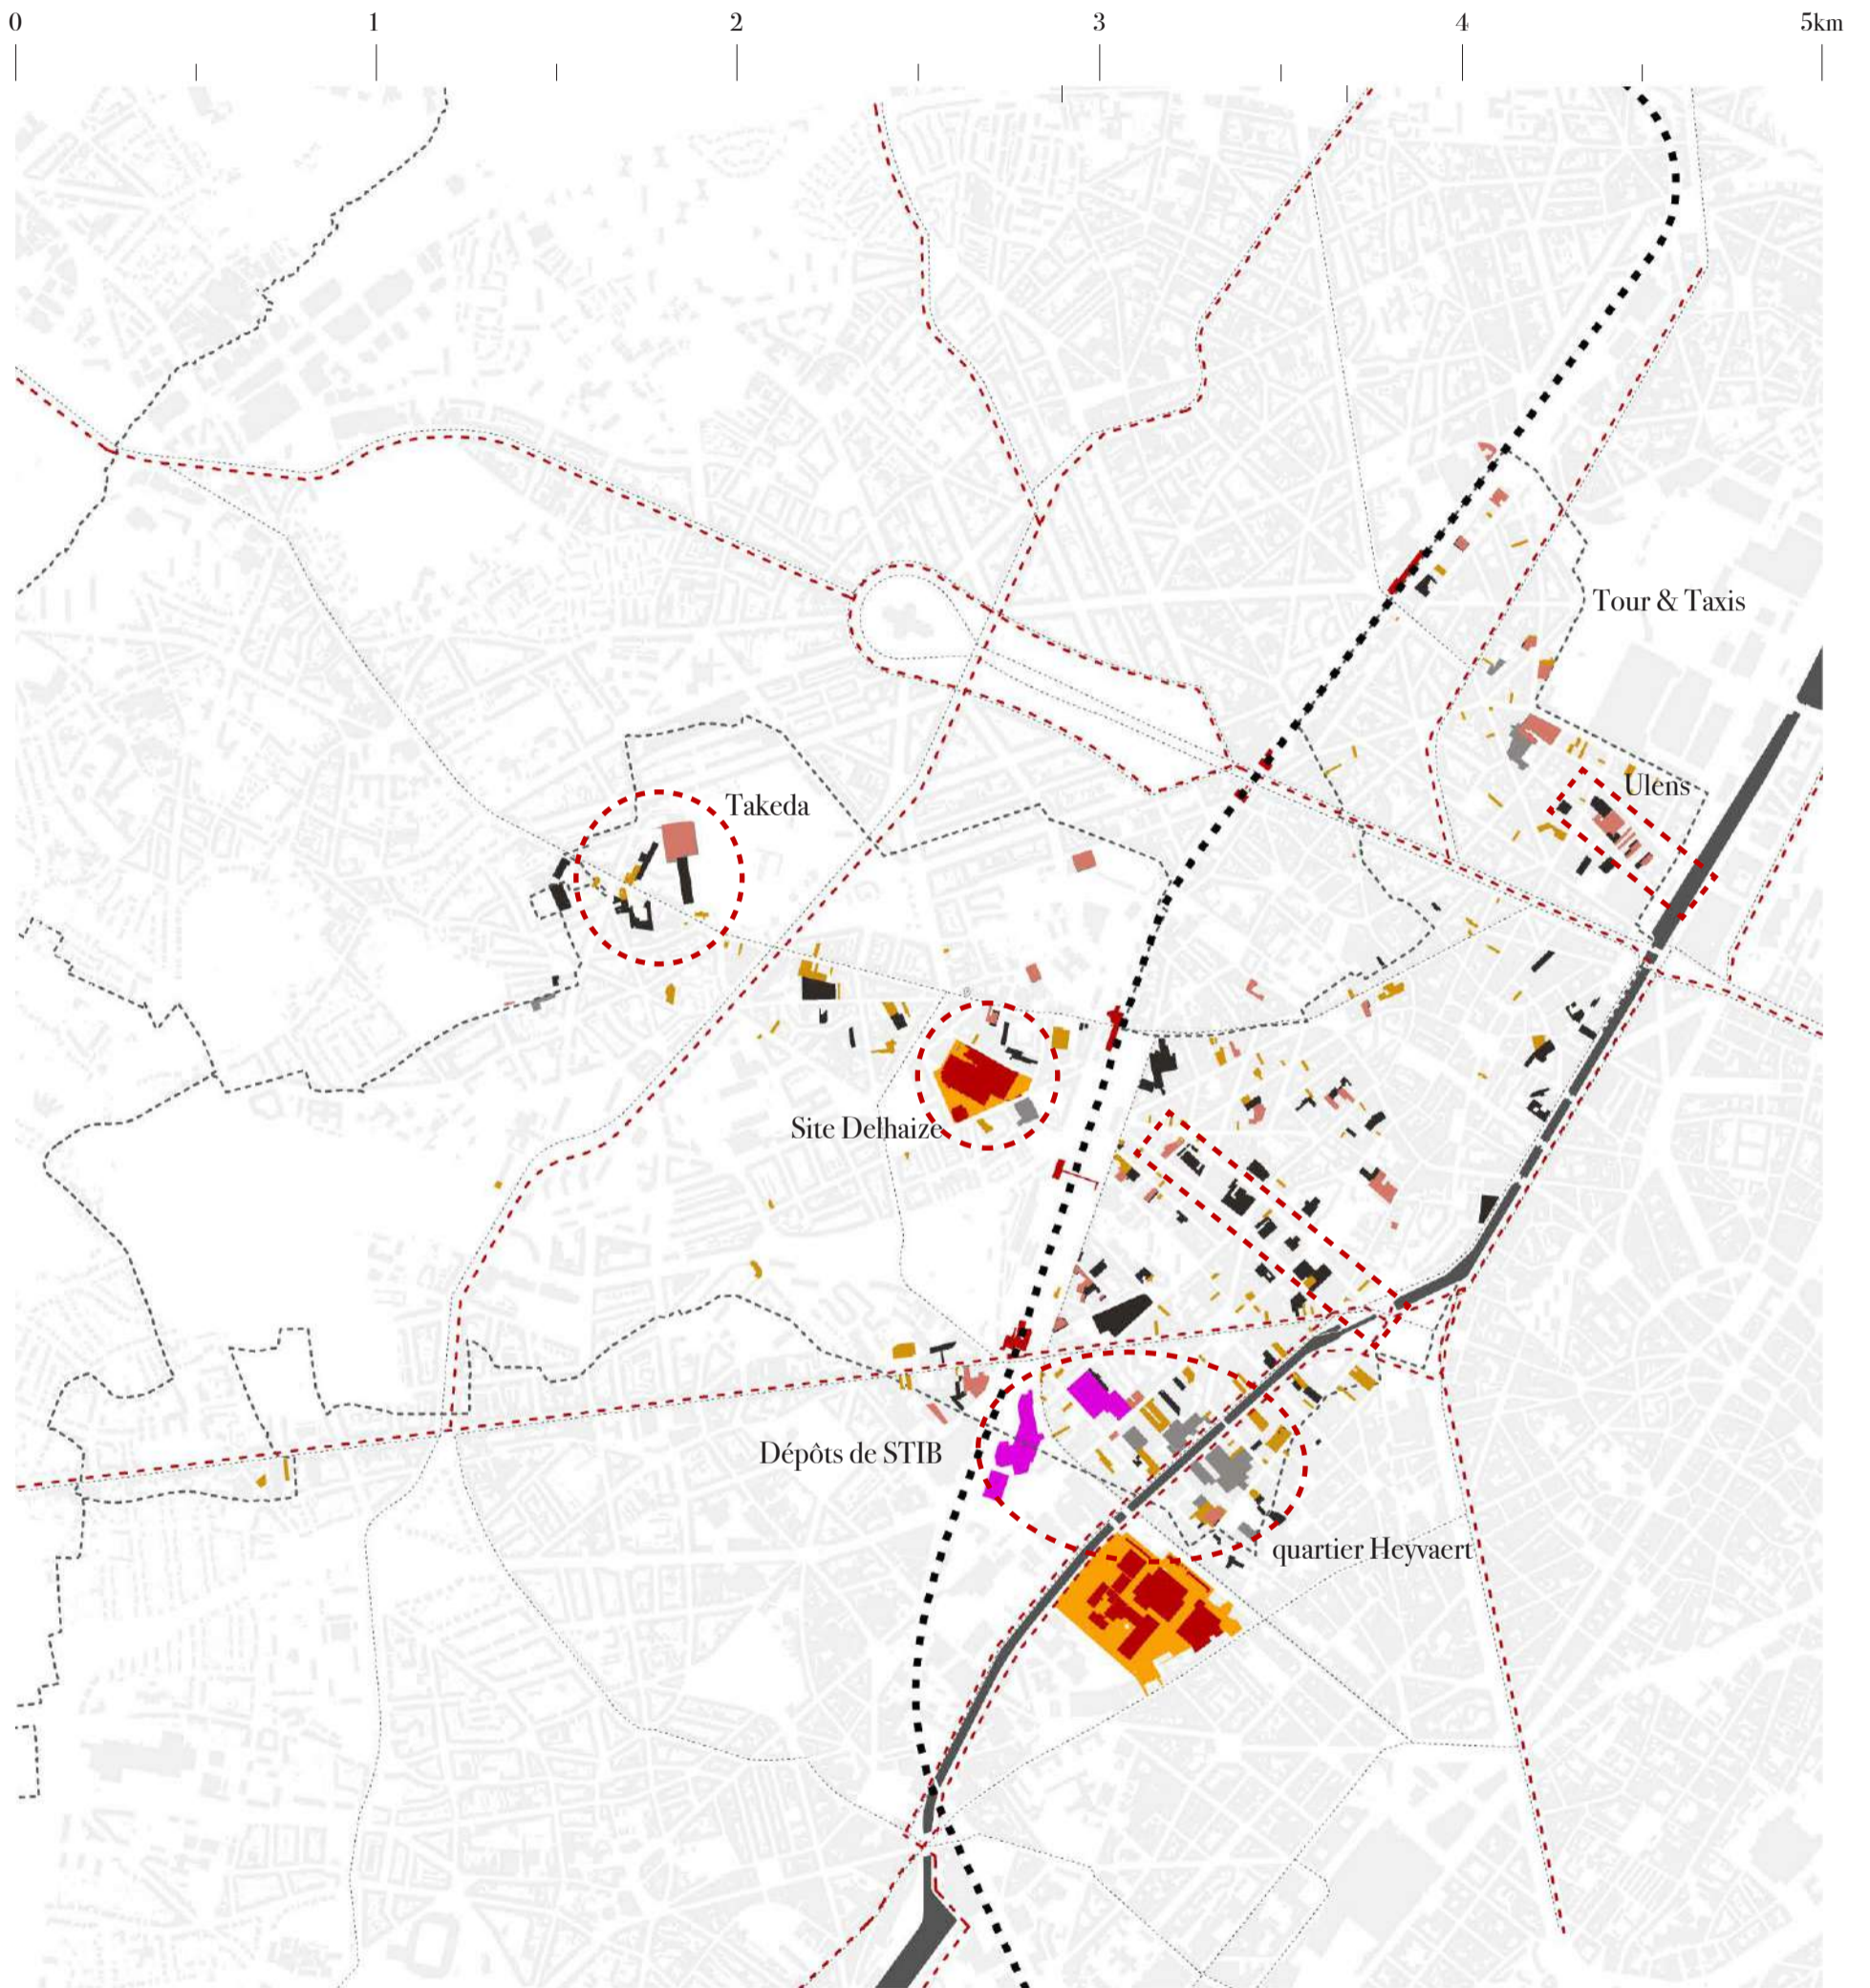 0 1 2 3 4 5km
Tour & Taxis
Ulens
Takeda
Site Delhaize
Dépôts de STIB
quartier Heyvaert